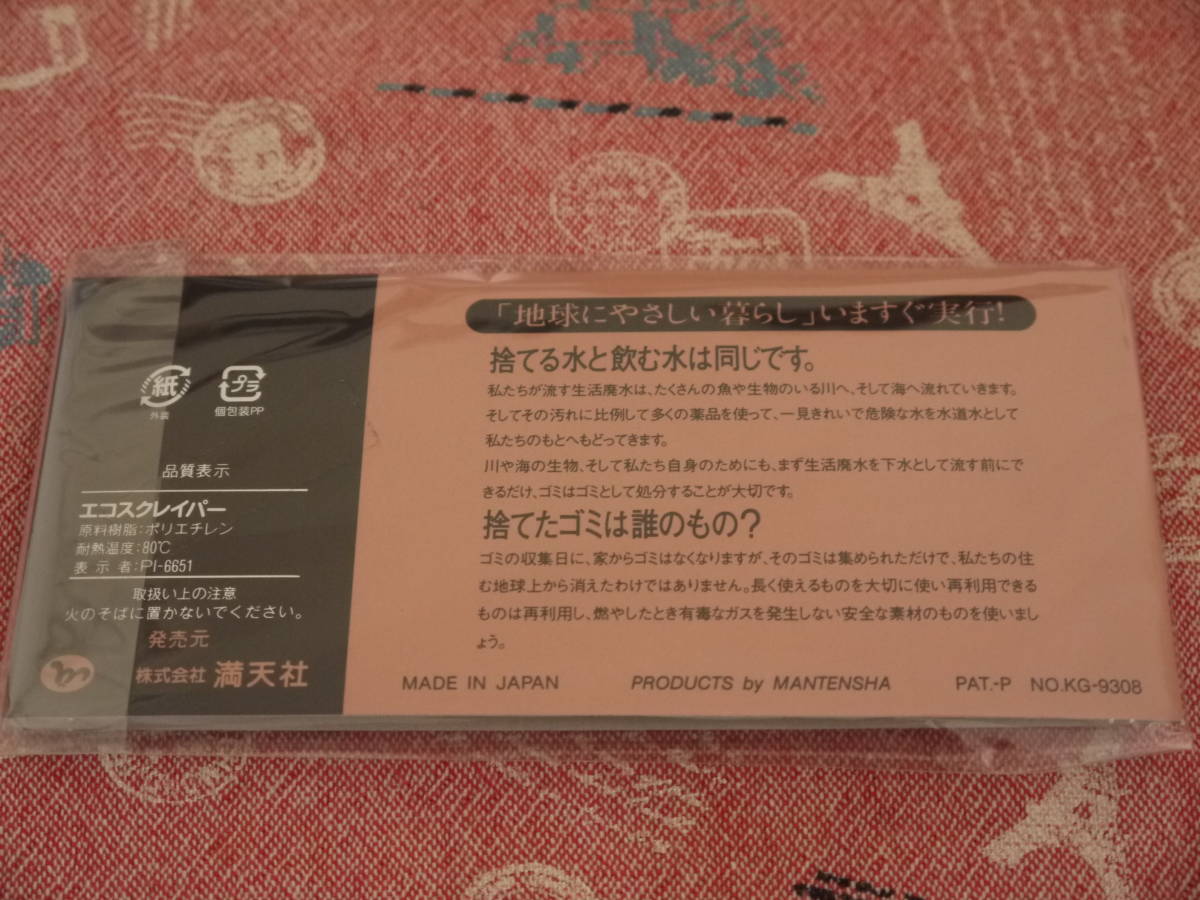 紙
外装
プラ
個包装PP
品質表示
エコスクレイパー
原料樹脂:ポリエチレン
耐熱温度:80℃
表 示 者:PI-6651
取扱い上の注意
火のそばに置かないでください。
発売元
株式会社 満天社
「地球にやさしい暮らし」いますぐ実行!
捨てる水と飲む水は同じです。
私たちが流す生活廃水は、たくさんの魚や生物のいる川へ、そして海へ流れていきます。
そしてその汚れに比例して多くの薬品を使って、一見きれいで危険な水を水道水として
私たちのもとへもどってきます。
川や海の生物、そして私たち自身のためにも、まず生活廃水を下水として流す前にで
きるだけ、ゴミはゴミとして処分することが大切です。
捨てたゴミは誰のもの?
ゴミの収集日に、家からゴミはなくなりますが、そのゴミは集められただけで、私たちの住
む地球上から消えたわけではありません。長く使えるものを大切に使い再利用できる
ものは再利用し、燃やしたとき有毒なガスを発生しない安全な素材のものを使いまし
ょう。
MADE IN JAPAN PRODUCTS by MANTENSHA PAT.-P NO.KG-9308